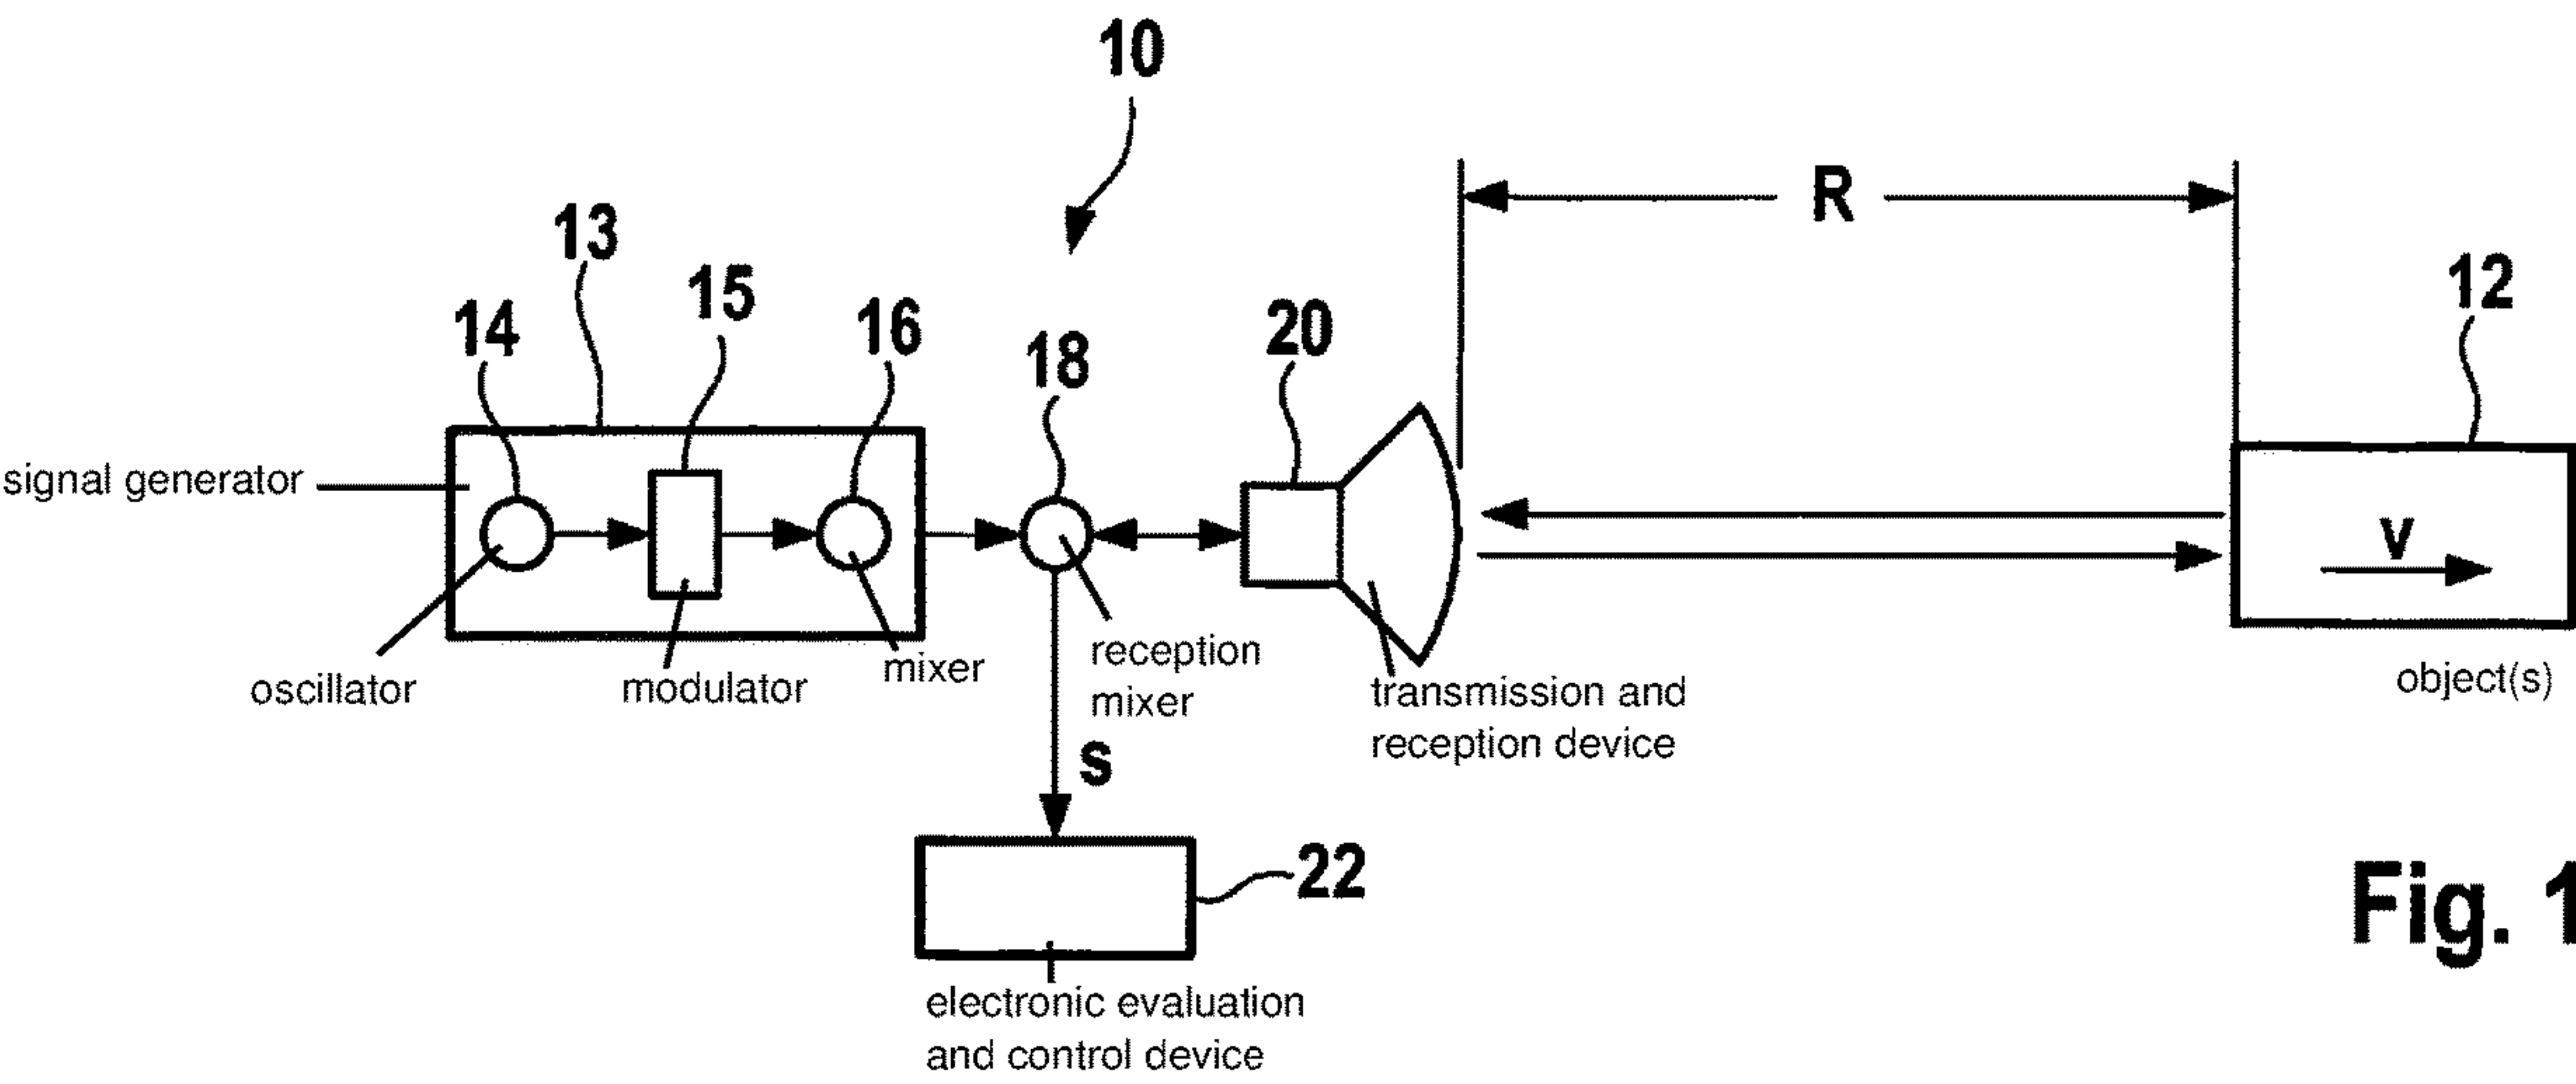 10
R
13
12
15
14
16
20
18
signal generator
v
reception
mixer
mixer
object(s)
oscillator
modulator
transmission and
reception device
s
22
Fig. 1
electronic evaluation
and control device